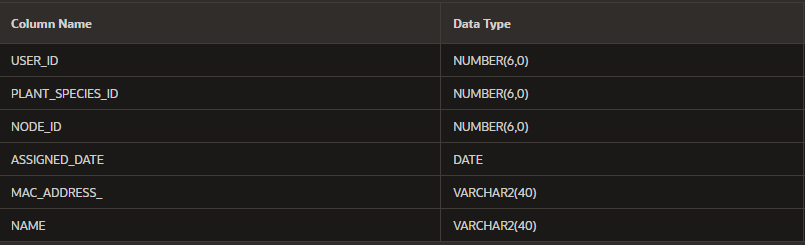 Column Name Data Type
USER_ID NUMBER(6,0)
PLANT_SPECIES_ID NUMBER(6,0)
NODE_ID NUMBER(6,0)
ASSIGNED_DATE DATE
MAC_ADDRESS_ VARCHAR2(40)
NAME VARCHAR2(40)